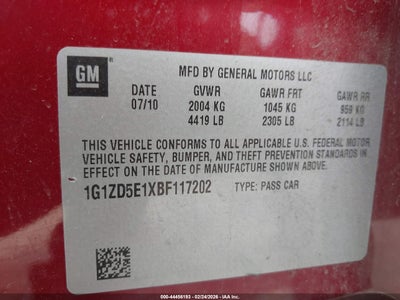 GM
MFD BY GENERAL MOTORS LLC
DATE GVWR GAWR FRT GAWR RR
07/10 2004 KG 1045 KG 959 KG
4419 LB 2305 LB 2114 LB
THIS VEHICLE CONFORMS TO ALL APPLICABLE U.S. FEDERAL MOTOR
VEHICLE SAFETY, BUMPER, AND THEFT PREVENTION STANDARDS IN
EFFECT ON THE DATE OF MANUFACTURE SHOWN ABOVE.
1G1ZD5E1XBF117202 TYPE: PASS CAR
000-44456193 - 02/24/2026 - IAAI